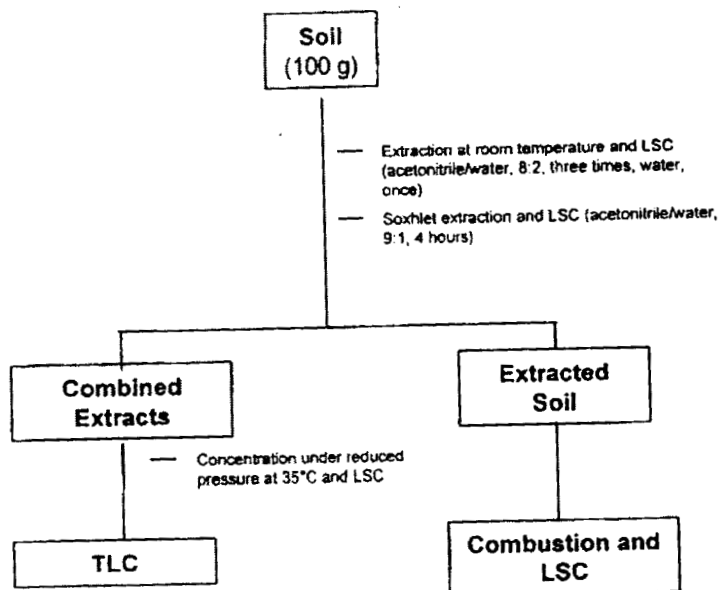 Soil
(100 g)
Extraction at room temperature and LSC
(acetonitrile/water, 8:2, three times, water,
once)
Soxhlet extraction and LSC (acetonitrile/water,
9:1, 4 hours)
Combined
Extracts
Extracted
Soil
Concentration under reduced
pressure at 35°C and LSC
TLC
Combustion and
LSC